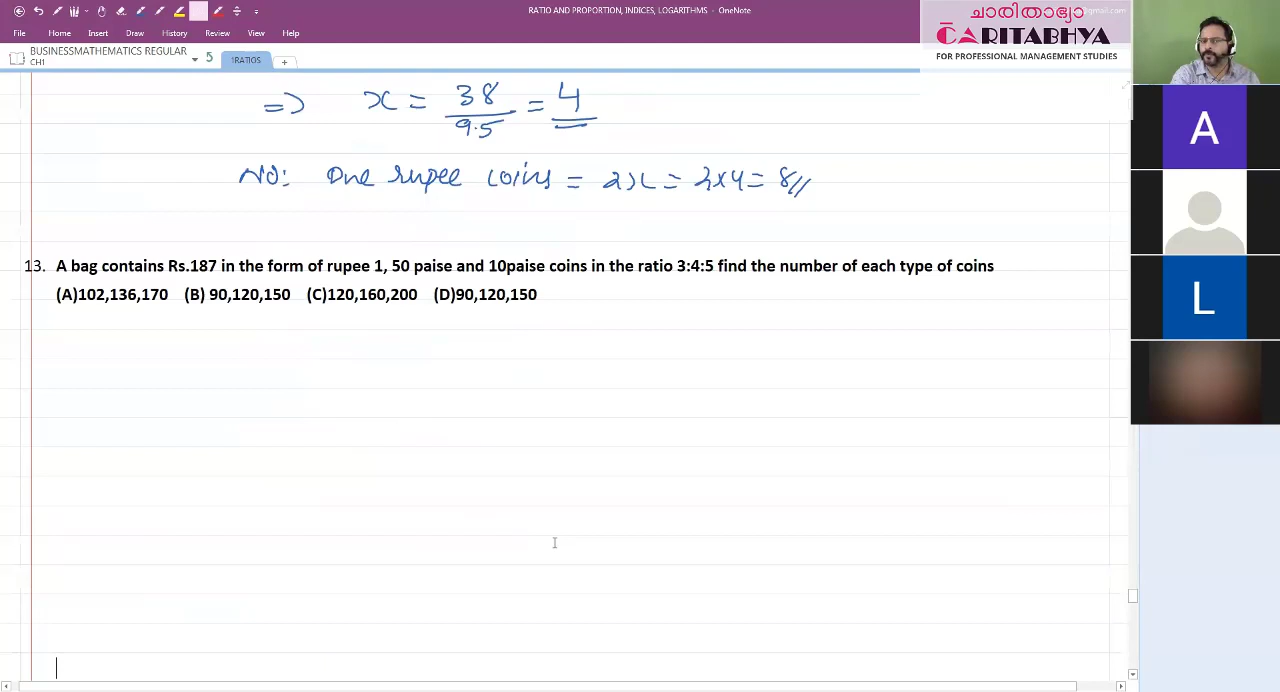 RATIO AND PROPORTION, INDICES, LOGARITHMS - OneNote
ചാരിതാഭ്യാ
@gmail.com
CARITABHYA
FOR PROFESSIONAL MANAGEMENT STUDIES
File Home Insert Draw History Review View Help
BUSINESSMATHEMATICS REGULAR
CH1
5
1RATIOS
+
=> x = 38 / 9.5 = 4
No: One rupee coins = 2x = 2x4 = 8//
13. A bag contains Rs.187 in the form of rupee 1, 50 paise and 10paise coins in the ratio 3:4:5 find the number of each type of coins
(A)102,136,170 (B) 90,120,150 (C)120,160,200 (D)90,120,150
A
L